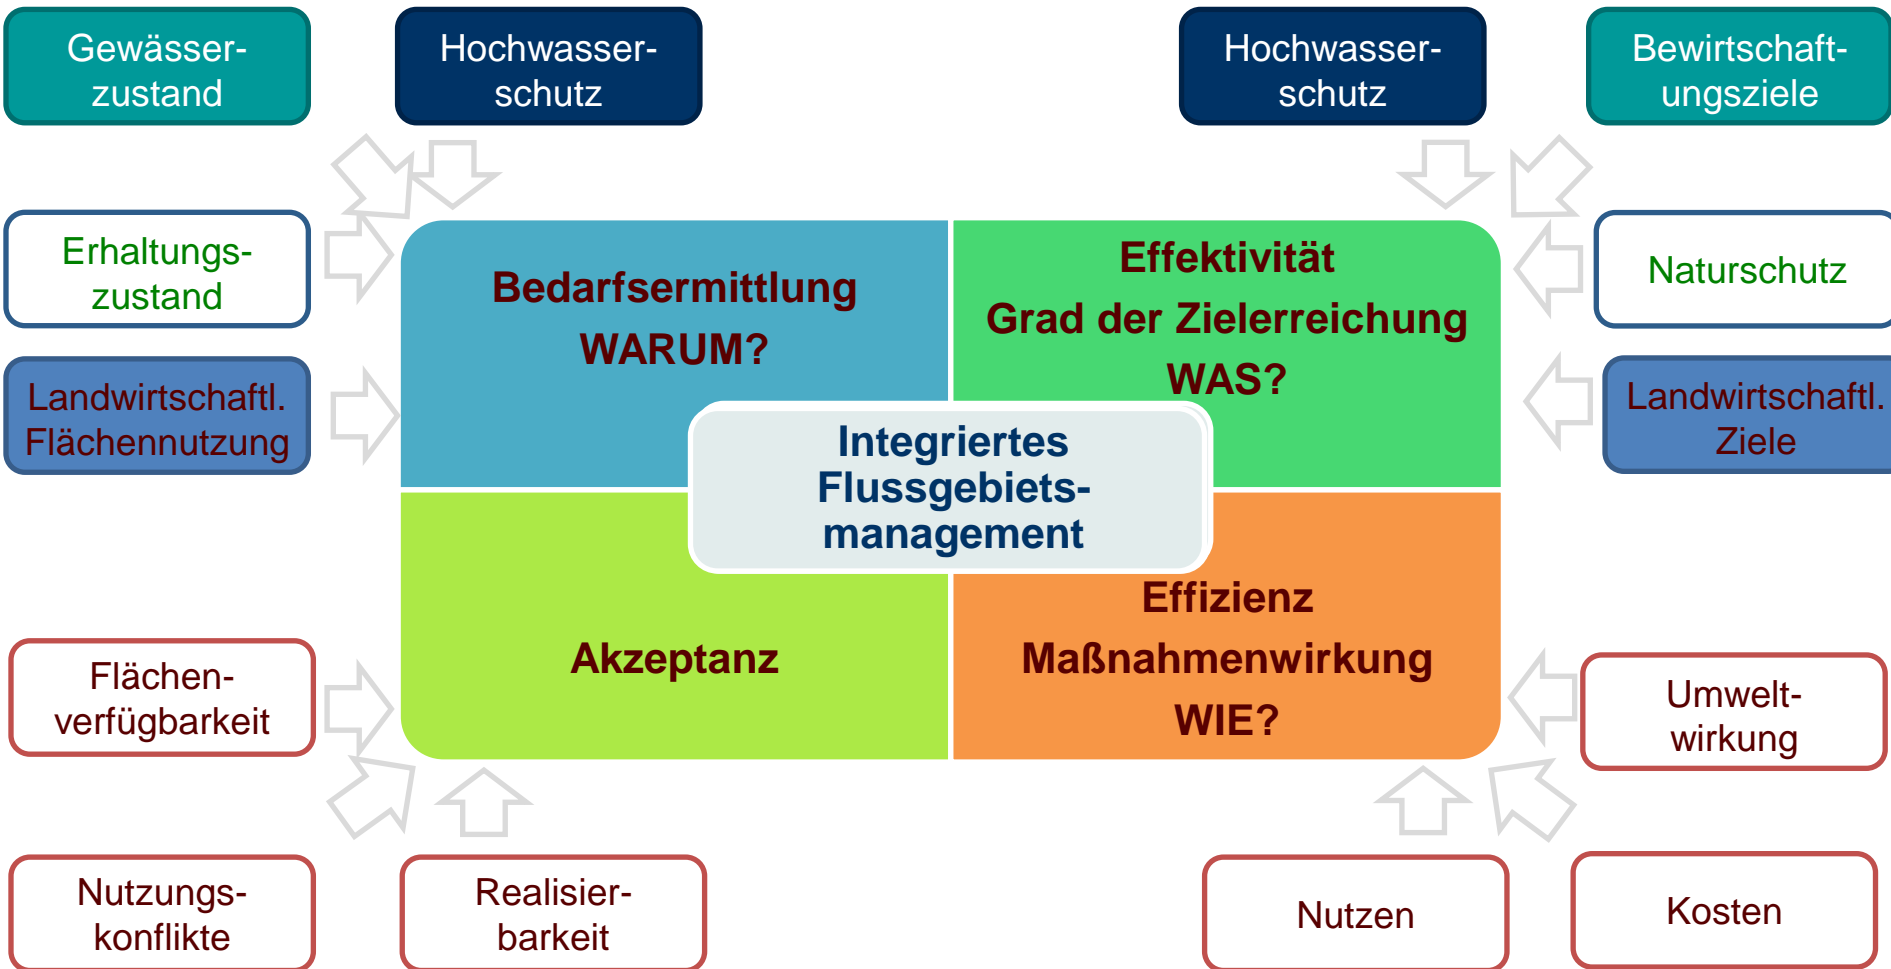 Gewässer-
zustand
Hochwasser-
schutz
Hochwasser-
schutz
Bewirtschaft-
ungsziele
Erhaltungs-
zustand
Bedarfsermittlung
WARUM?
Effektivität
Grad der Zielerreichung
WAS?
Naturschutz
Landwirtschaftl.
Flächennutzung
Landwirtschaftl.
Ziele
Integriertes
Flussgebiets-
management
Flächen-
verfügbarkeit
Akzeptanz
Effizienz
Maßnahmenwirkung
WIE?
Umwelt-
wirkung
Nutzungs-
konflikte
Realisier-
barkeit
Nutzen
Kosten